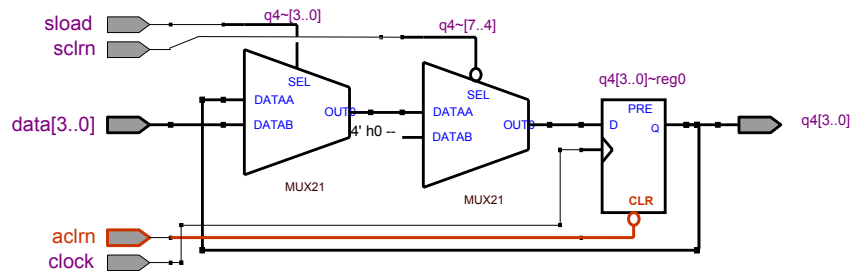 sload
q4~[3..0]
q4~[7..4]
sclrn
SEL
DATAA
DATAB
OUT0
MUX21
data[3..0]
SEL
DATAA
4' h0 --
DATAB
OUT0
MUX21
q4[3..0]~reg0
PRE
D
Q
CLR
q4[3..0]
aclrn
clock